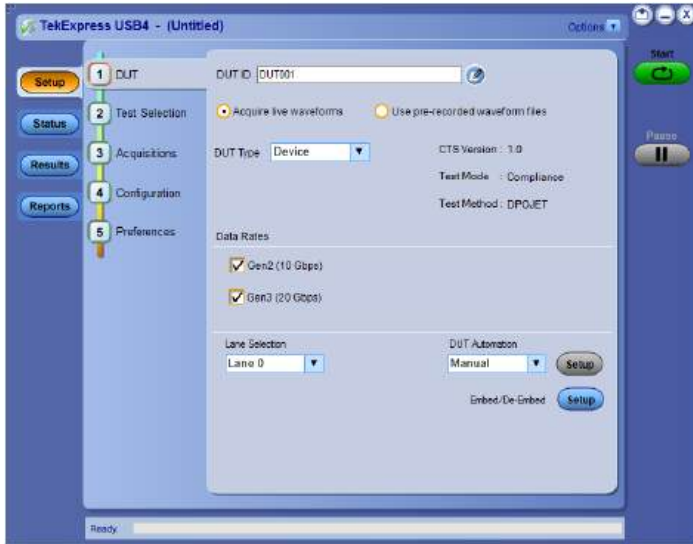 TekExpress USB4 - (Untitled)
Options
Start
Setup
Status
Results
Reports
Pause
1 DUT
2 Test Selection
3 Acquisitions
4 Configuration
5 Preferences
DUT ID DUT001
Acquire live waveforms
Use pre-recorded waveform files
DUT Type Device
CTS Version : 1.0
Test Mode : Compliance
Test Method : DPOJET
Data Rates
Gen2 (10 Gbps)
Gen3 (20 Gbps)
Lane Selection
Lane 0
DUT Automation
Manual
Setup
Embed/De-Embed
Setup
Ready